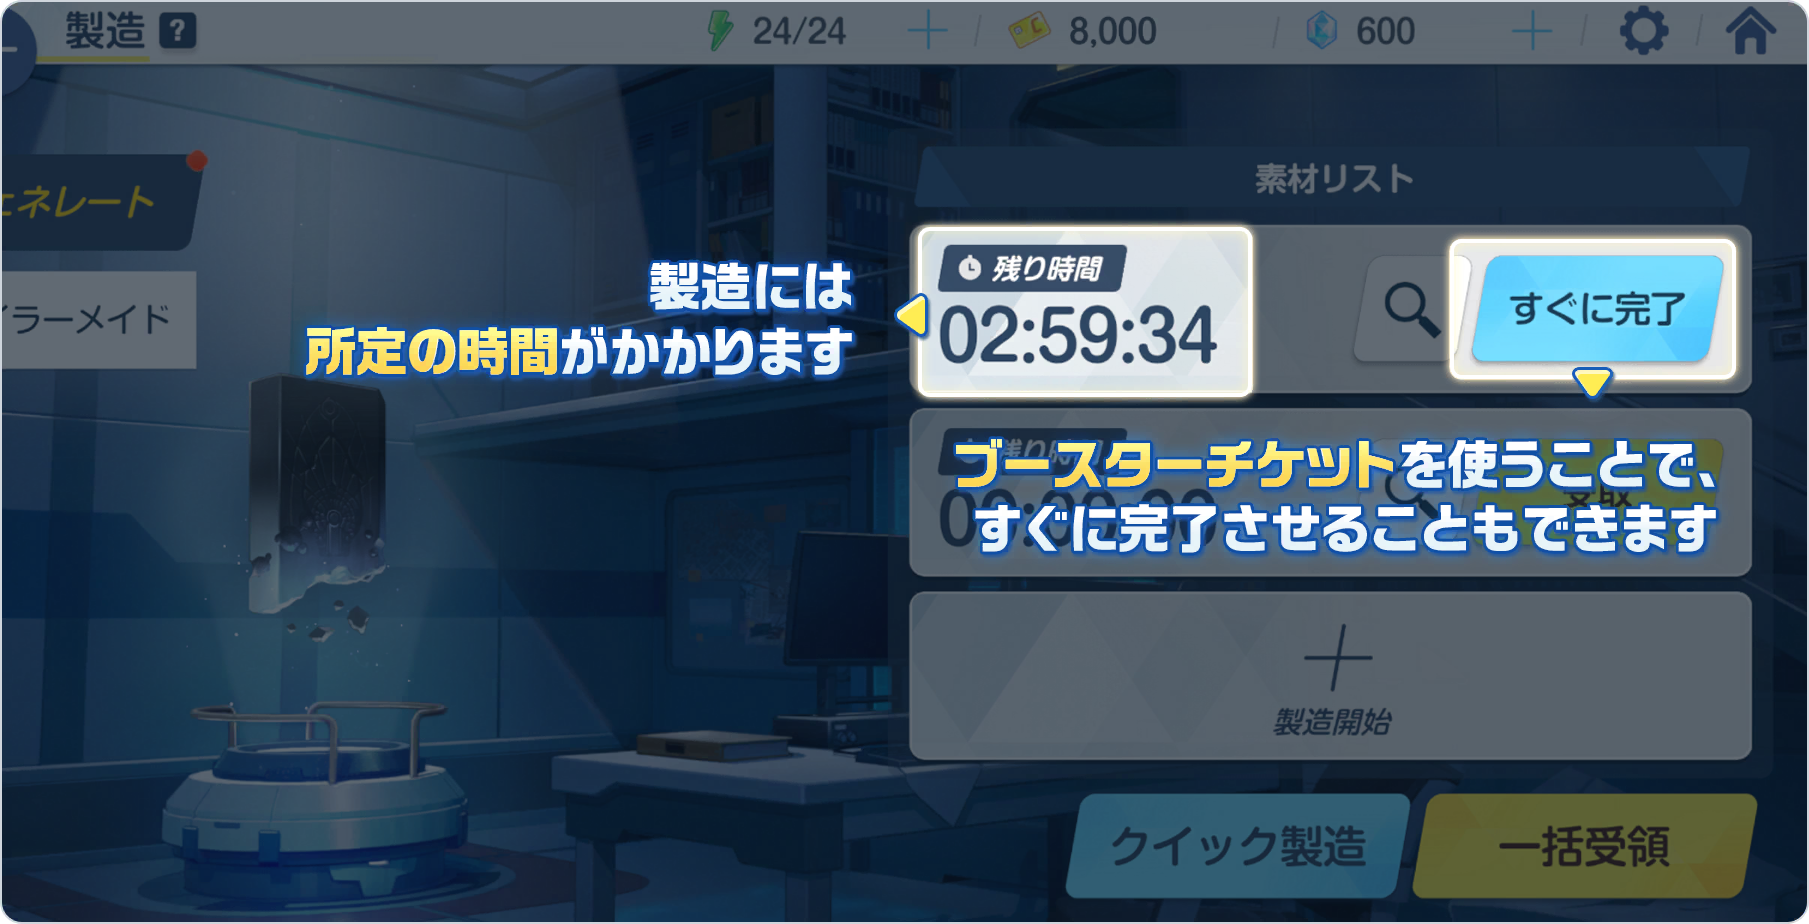 製造 ?
24/24
8,000
600
ェネレート
イラーメイド
素材リスト
残り時間
02:59:34
すぐに完了
製造には
所定の時間がかかります
ブースターチケットを使うことで、
すぐに完了させることもできます
製造開始
クイック製造
一括受領